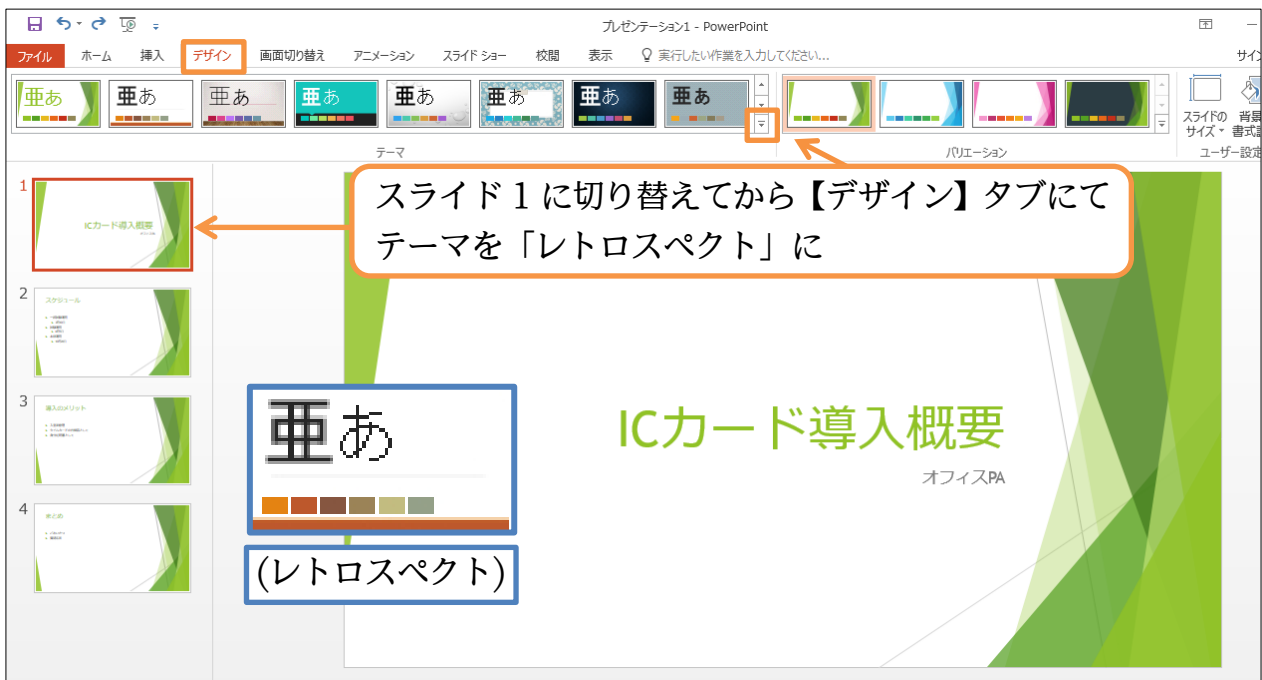 プレゼンテーション1 - PowerPoint
ファイル ホーム 挿入 デザイン 画面切り替え アニメーション スライド ショー 校閲 表示 実行したい作業を入力してください... サイン
亜あ 亜あ 亜あ 亜あ 亜あ 亜あ 亜あ 亜あ
スライドの 背景
サイズ 書式設
テーマ バリエーション ユーザー設定
スライド１に切り替えてから【デザイン】タブにて
テーマを「レトロスペクト」に
1
ICカード導入概要
2
スケジュール
3
導入のメリット
4
まとめ
亜あ
(レトロスペクト)
ICカード導入概要
オフィスPA